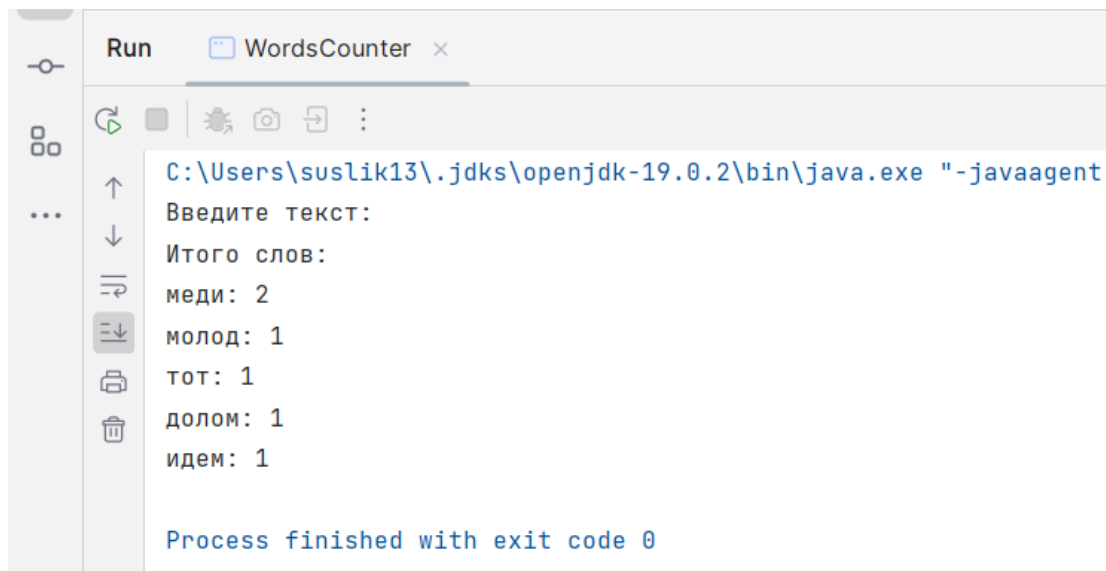 Run WordsCounter
C:\Users\suslik13\.jdks\openjdk-19.0.2\bin\java.exe "-javaagent
Введите текст:
Итого слов:
меди: 2
молод: 1
тот: 1
долом: 1
идем: 1
Process finished with exit code 0